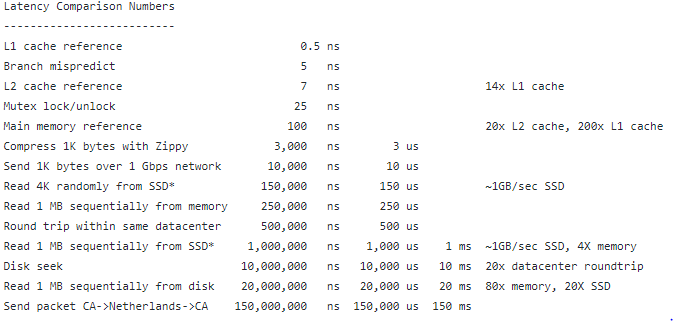 Latency Comparison Numbers
--------------------------
L1 cache reference                           0.5 ns
Branch mispredict                            5   ns
L2 cache reference                           7   ns                      14x L1 cache
Mutex lock/unlock                           25   ns
Main memory reference                      100   ns                      20x L2 cache, 200x L1 cache
Compress 1K bytes with Zippy             3,000   ns        3 us
Send 1K bytes over 1 Gbps network       10,000   ns       10 us
Read 4K randomly from SSD*             150,000   ns      150 us          ~1GB/sec SSD
Read 1 MB sequentially from memory     250,000   ns      250 us
Round trip within same datacenter      500,000   ns      500 us
Read 1 MB sequentially from SSD*     1,000,000   ns    1,000 us    1 ms  ~1GB/sec SSD, 4X memory
Disk seek                           10,000,000   ns   10,000 us   10 ms  20x datacenter roundtrip
Read 1 MB sequentially from disk    20,000,000   ns   20,000 us   20 ms  80x memory, 20X SSD
Send packet CA->Netherlands->CA    150,000,000   ns  150,000 us  150 ms
.